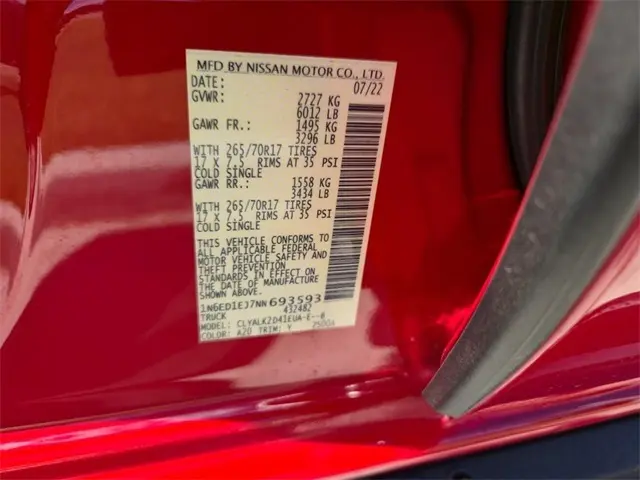 MFD BY NISSAN MOTOR CO., LTD.
DATE: 07/22
GVWR: 2727 KG
6012 LB
GAWR FR.: 1495 KG
3296 LB
WITH 265/70R17 TIRES
17 X 7.5 RIMS AT 35 PSI
COLD SINGLE
GAWR RR.: 1558 KG
3434 LB
WITH 265/70R17 TIRES
17 X 7.5 RIMS AT 35 PSI
COLD SINGLE
THIS VEHICLE CONFORMS TO
ALL APPLICABLE FEDERAL
MOTOR VEHICLE SAFETY AND
THEFT PREVENTION
STANDARDS IN EFFECT ON
THE DATE OF MANUFACTURE
SHOWN ABOVE.
1N6ED1EJ7NN693593
TRUCK 432482
CLYALK2D41EUA-E--
COLOR: A20 TRIM: Y